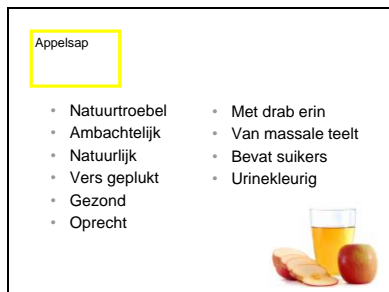 Appelsap
• Natuurtroebel
• Ambachtelijk
• Natuurlijk
• Vers geplukt
• Gezond
• Oprecht
• Met drab erin
• Van massale teelt
• Bevat suikers
• Urinekleurig